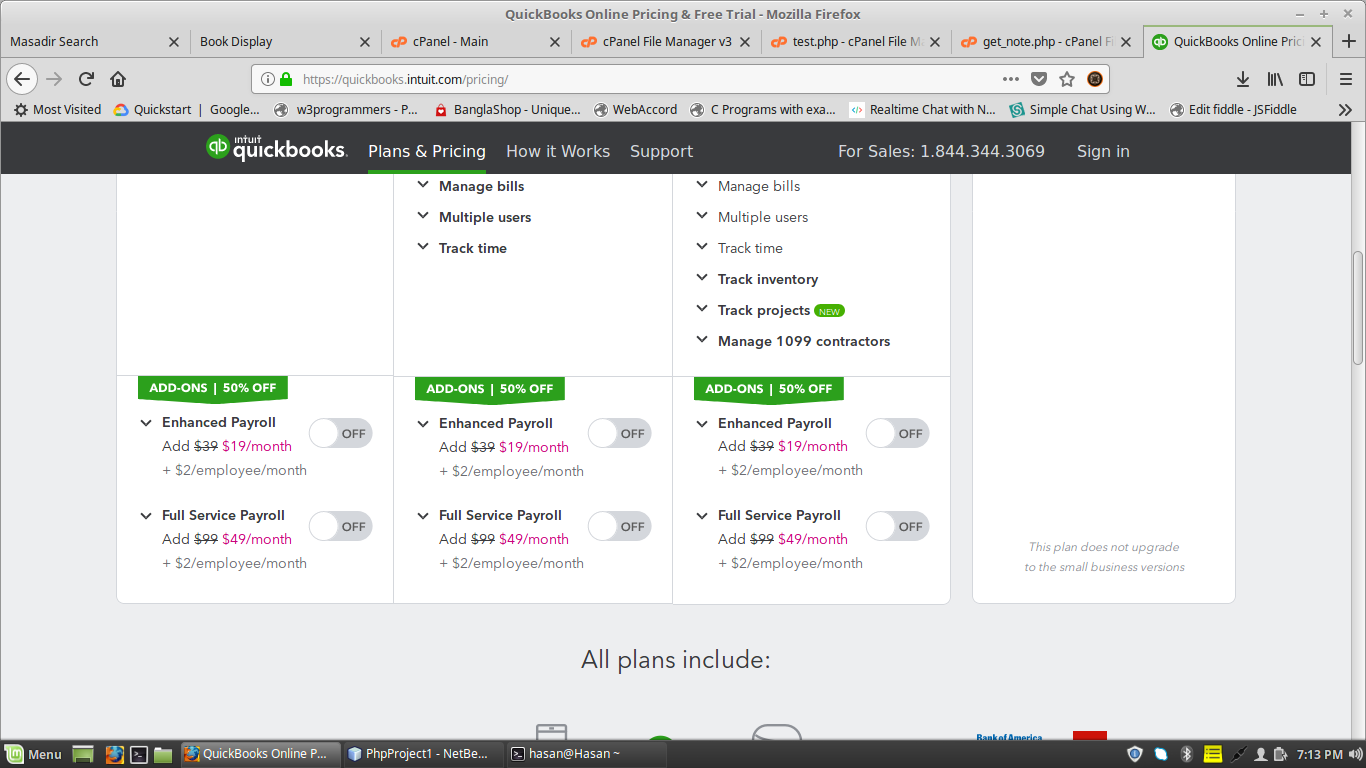 QuickBooks Online Pricing & Free Trial - Mozilla Firefox
Masadir Search
Book Display
cPanel - Main
cPanel File Manager v3
test.php - cPanel File M
get_note.php - cPanel Fi
QuickBooks Online Pric
https://quickbooks.intuit.com/pricing/
Most Visited
Quickstart | Google...
w3programmers - P...
BanglaShop - Unique...
WebAccord
C Programs with exa...
Realtime Chat with N...
Simple Chat Using W...
Edit fiddle - JSFiddle
intuit
quickbooks.
Plans & Pricing
How it Works
Support
For Sales: 1.844.344.3069
Sign in
Manage bills
Multiple users
Track time
Manage bills
Multiple users
Track time
Track inventory
Track projects NEW
Manage 1099 contractors
ADD-ONS | 50% OFF
Enhanced Payroll
OFF
Add $39 $19/month
+ $2/employee/month
Full Service Payroll
OFF
Add $99 $49/month
+ $2/employee/month
ADD-ONS | 50% OFF
Enhanced Payroll
OFF
Add $39 $19/month
+ $2/employee/month
Full Service Payroll
OFF
Add $99 $49/month
+ $2/employee/month
ADD-ONS | 50% OFF
Enhanced Payroll
OFF
Add $39 $19/month
+ $2/employee/month
Full Service Payroll
OFF
Add $99 $49/month
+ $2/employee/month
This plan does not upgrade
to the small business versions
All plans include:
Bank of America
Menu
QuickBooks Online P...
PhpProject1 - NetBe...
hasan@Hasan ~
7:13 PM